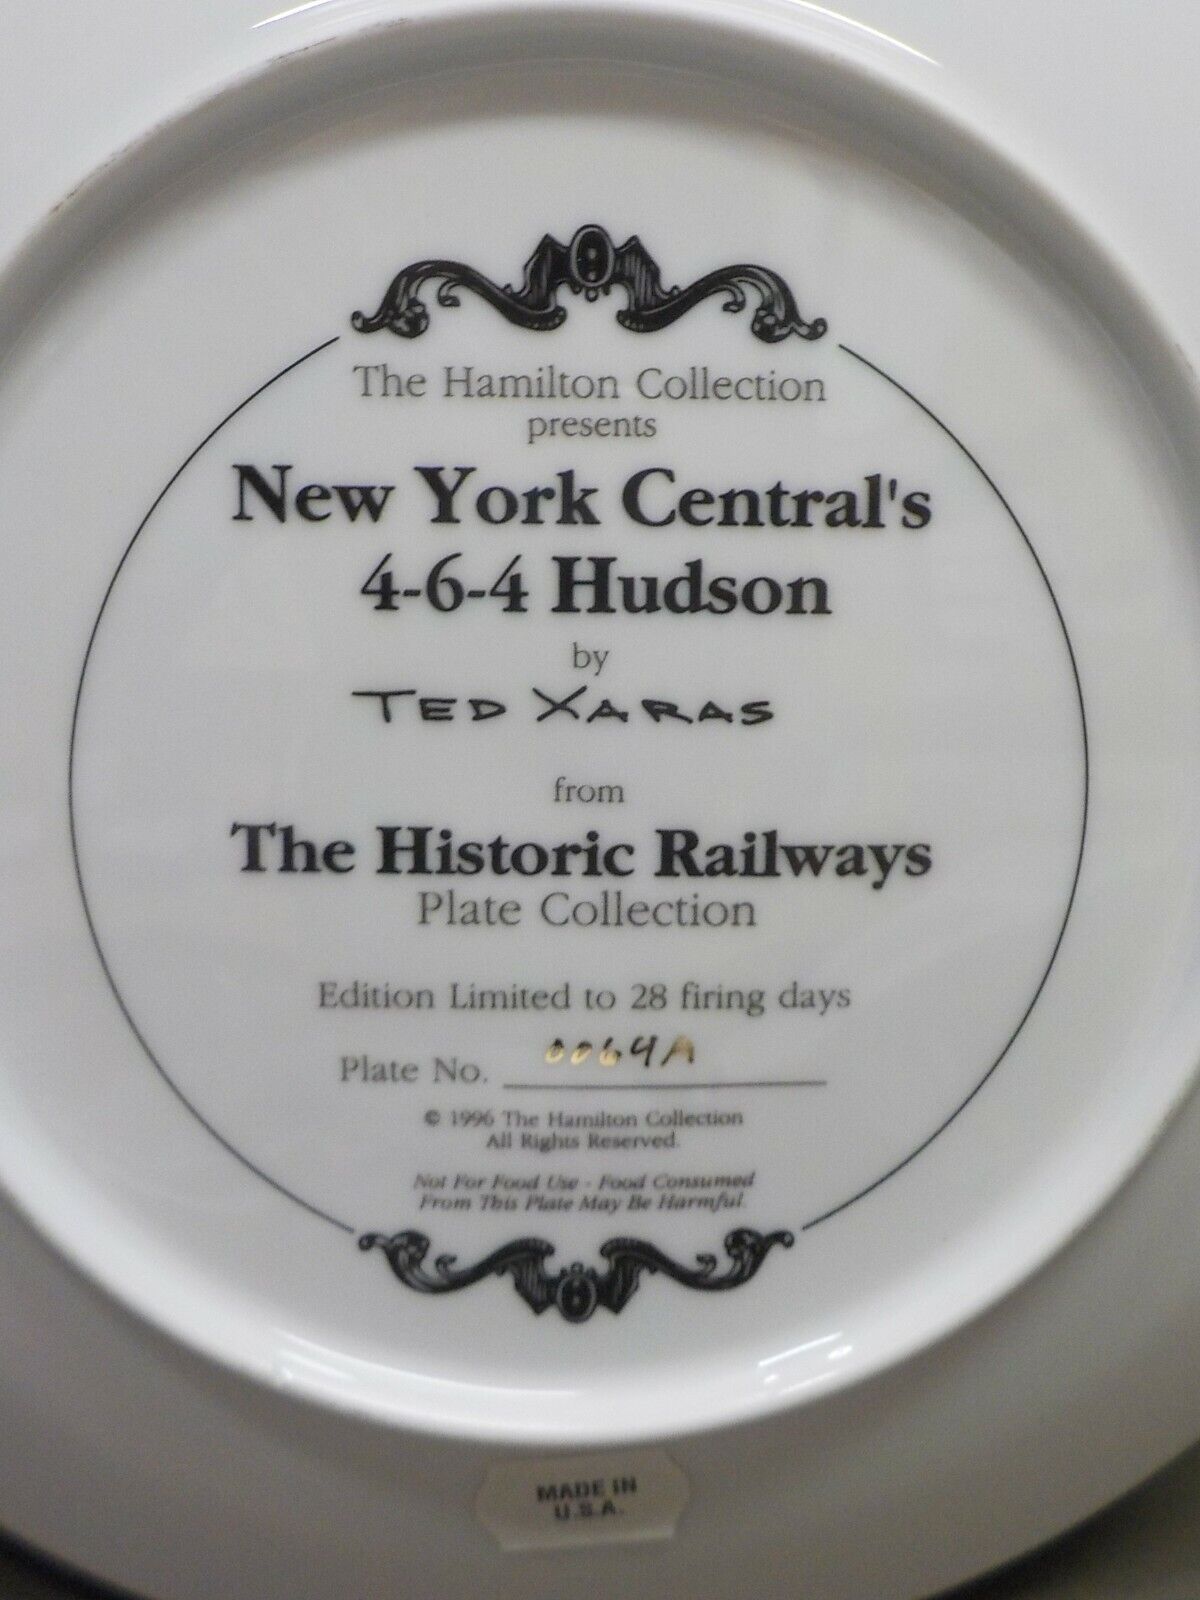 The Hamilton Collection
presents
New York Central's
4-6-4 Hudson
by
TED XARAS
from
The Historic Railways
Plate Collection
Edition Limited to 28 firing days
Plate No. 0064A
© 1996 The Hamilton Collection
All Rights Reserved.
Not For Food Use - Food Consumed
From This Plate May Be Harmful.
MADE IN
U.S.A.